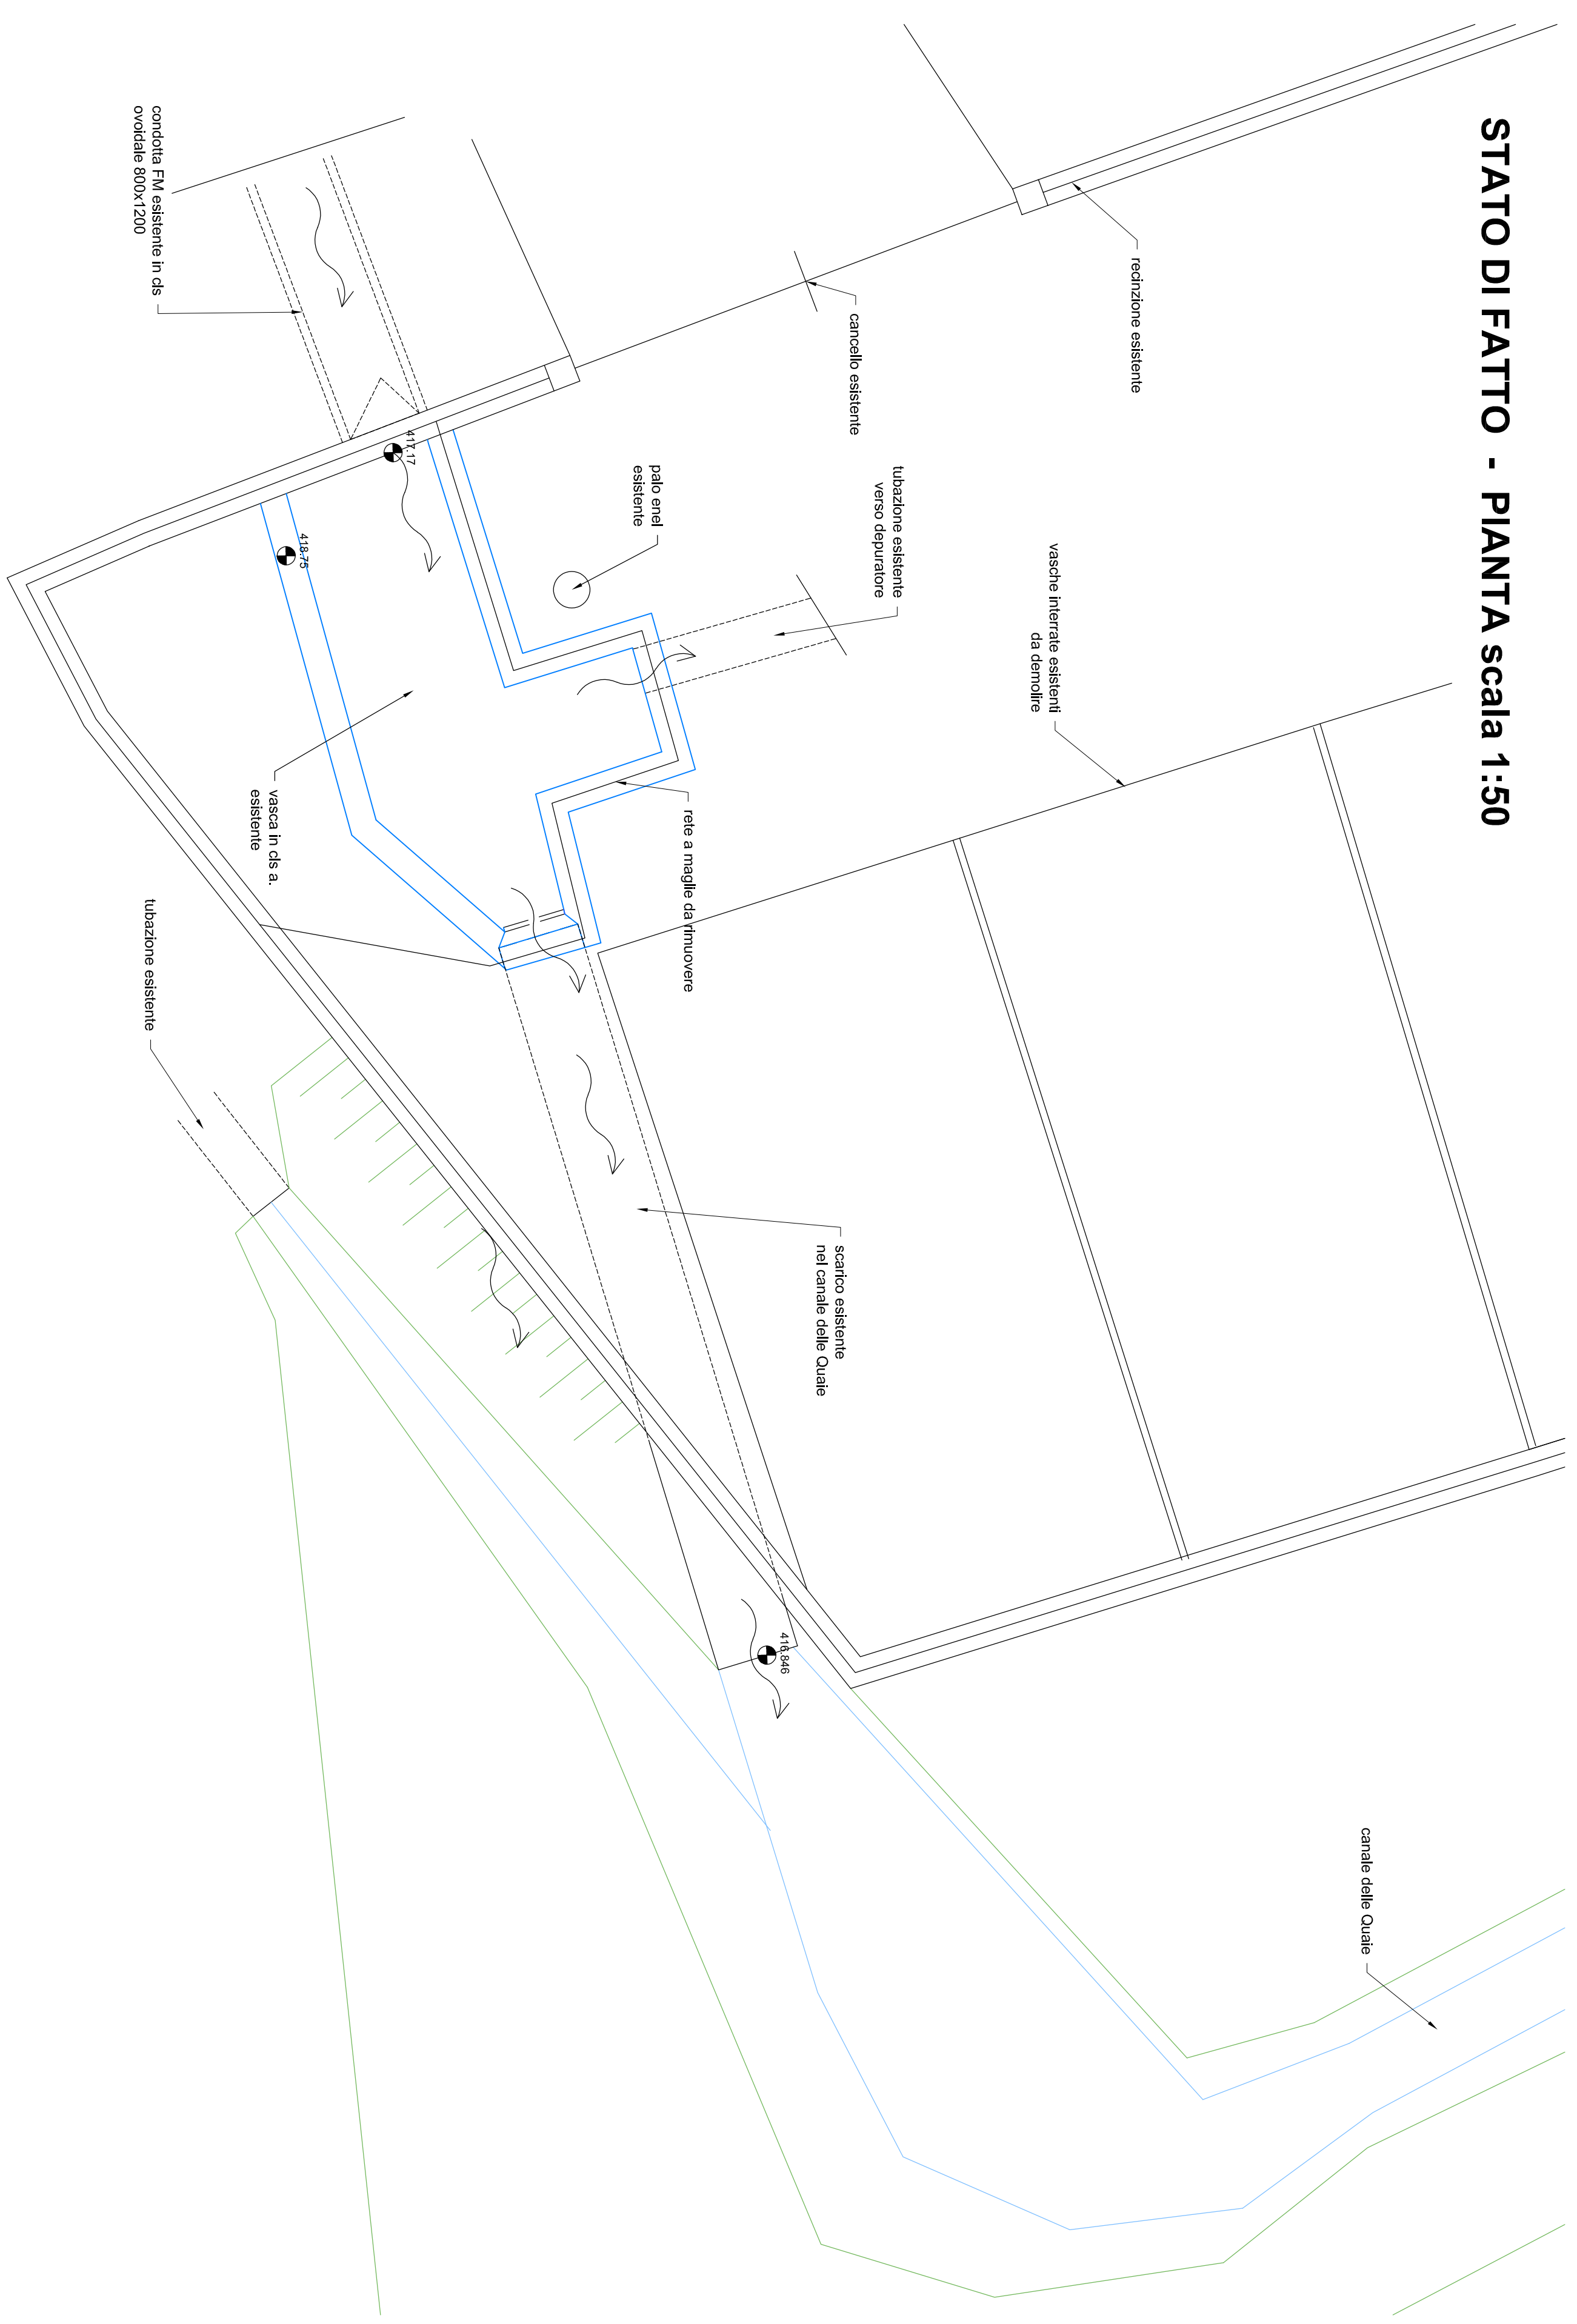 STATO DI FATTO - PIANTA scala 1:50
recinzione esistente
cancello esistente
tubazione esistente
verso depuratore
vasche interrate esistenti
da demolire
palo enel
esistente
condotta FM esistente in cls
ovoidale 800x1200
417.17
418.75
rete a maglie da rimuovere
vasca in cls a.
esistente
tubazione esistente
scarico esistente
nel canale delle Quaie
416.846
canale delle Quaie